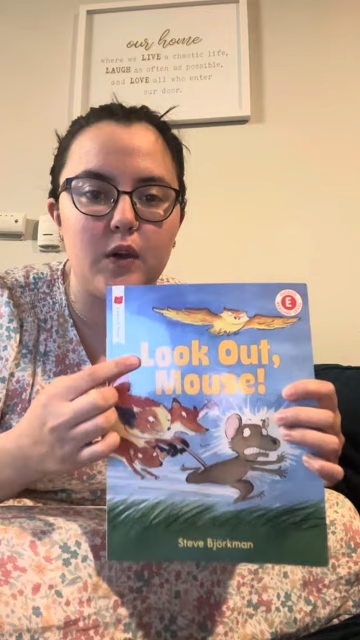 our home
where we LIVE a chaotic life,
LAUGH as often as possible,
and LOVE all who enter
our door.
E
Look Out,
Mouse!
Steve Björkman